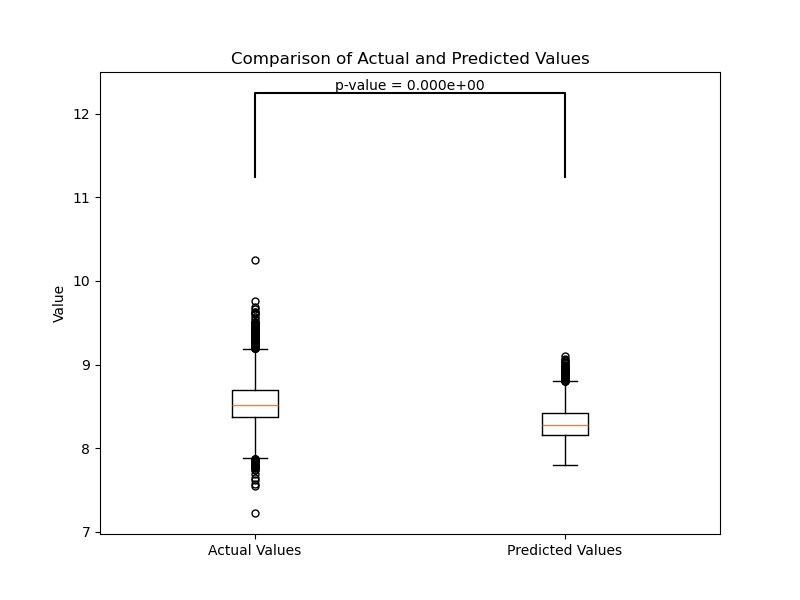 Comparison of Actual and Predicted Values
p-value = 0.000e+00
12
11
10
9
8
7
Value
Actual Values
Predicted Values